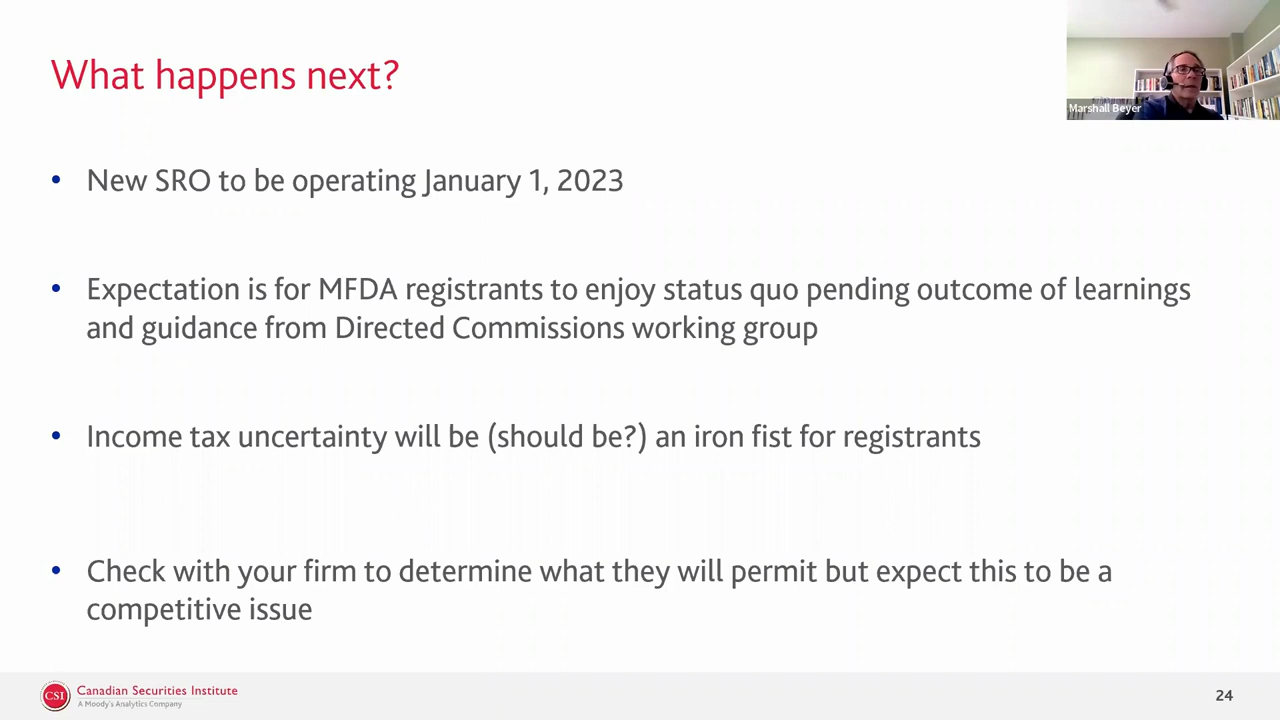 What happens next?
Marshall Beyer
• New SRO to be operating January 1, 2023
• Expectation is for MFDA registrants to enjoy status quo pending outcome of learnings
and guidance from Directed Commissions working group
• Income tax uncertainty will be (should be?) an iron fist for registrants
• Check with your firm to determine what they will permit but expect this to be a
competitive issue
CSI
Canadian Securities Institute
A Moody's Analytics Company
24